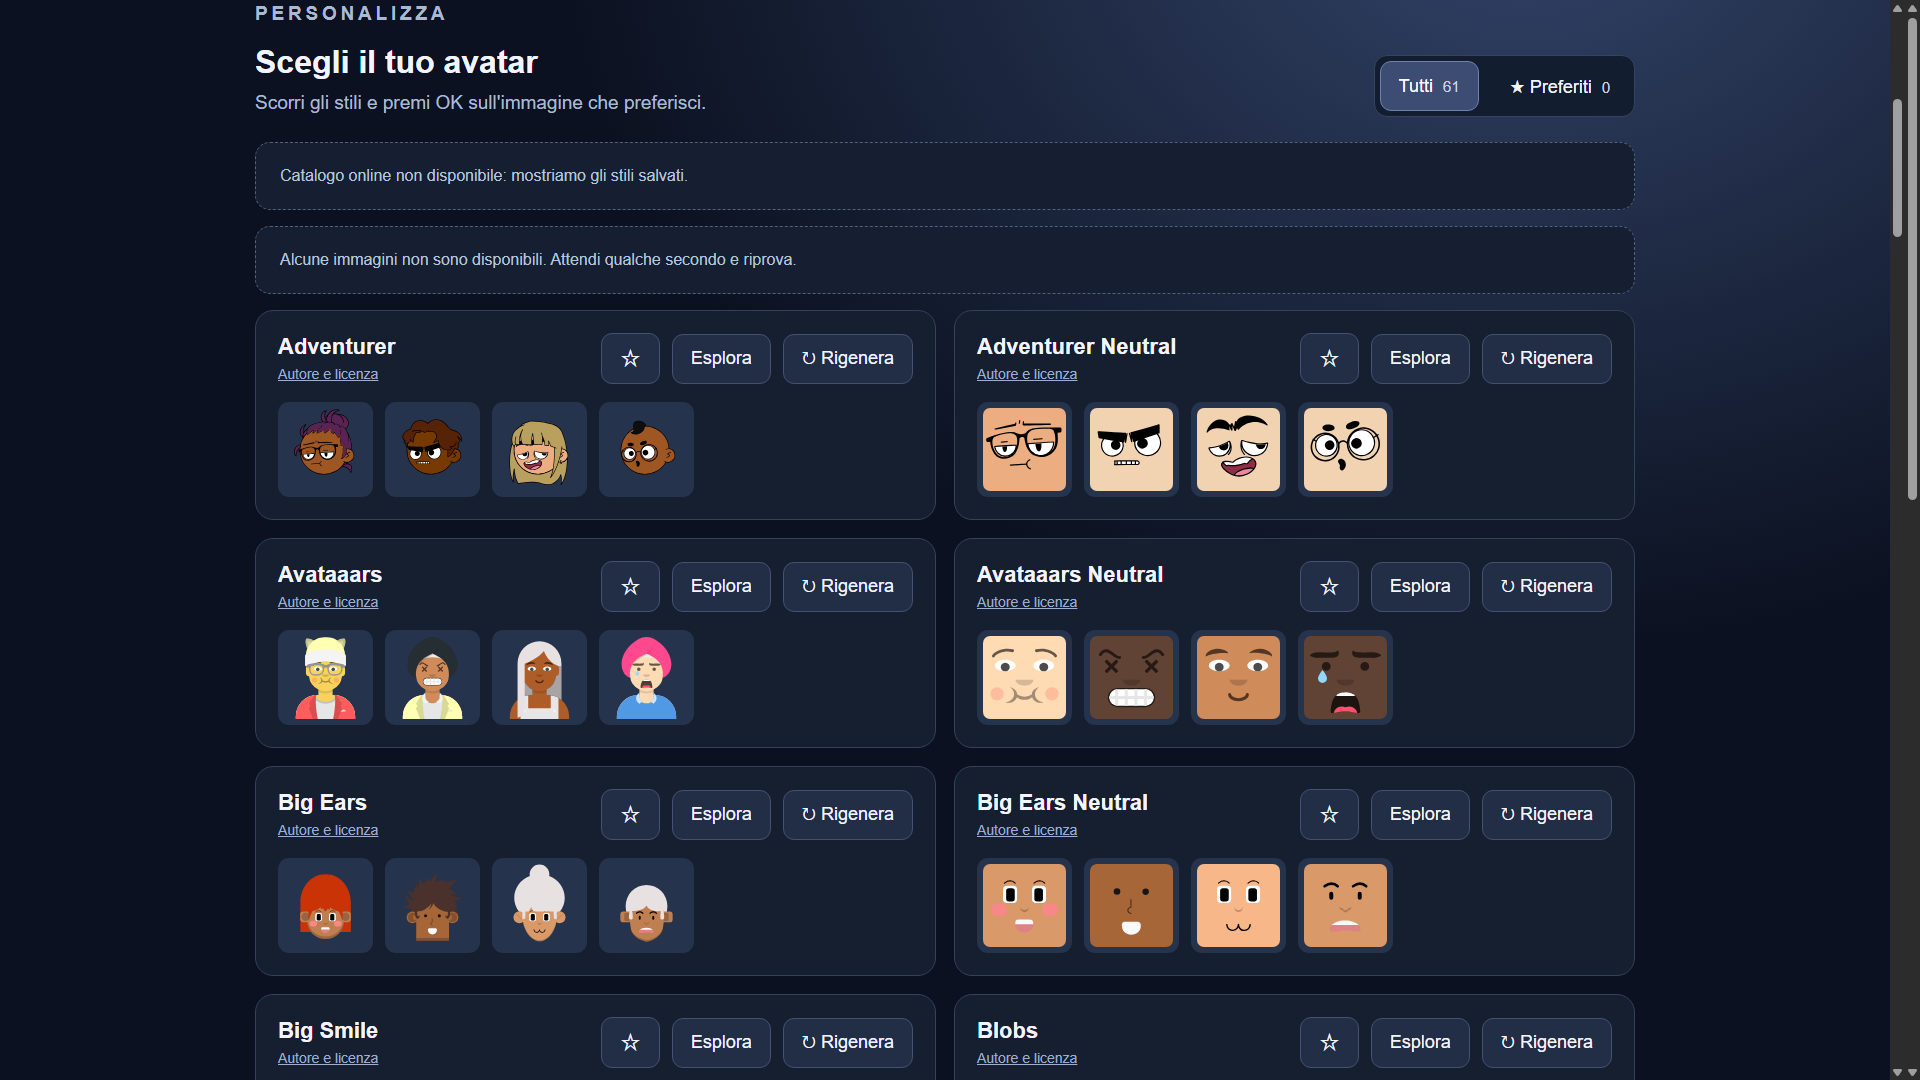 PERSONALIZZA
Scegli il tuo avatar
Scorri gli stili e premi OK sull'immagine che preferisci.
Tutti 61
★ Preferiti 0
Catalogo online non disponibile: mostriamo gli stili salvati.
Alcune immagini non sono disponibili. Attendi qualche secondo e riprova.
Adventurer
Autore e licenza
☆ Esplora ↻ Rigenera
Adventurer Neutral
Autore e licenza
☆ Esplora ↻ Rigenera
Avataaars
Autore e licenza
☆ Esplora ↻ Rigenera
Avataaars Neutral
Autore e licenza
☆ Esplora ↻ Rigenera
Big Ears
Autore e licenza
☆ Esplora ↻ Rigenera
Big Ears Neutral
Autore e licenza
☆ Esplora ↻ Rigenera
Big Smile
Autore e licenza
☆ Esplora ↻ Rigenera
Blobs
Autore e licenza
☆ Esplora ↻ Rigenera